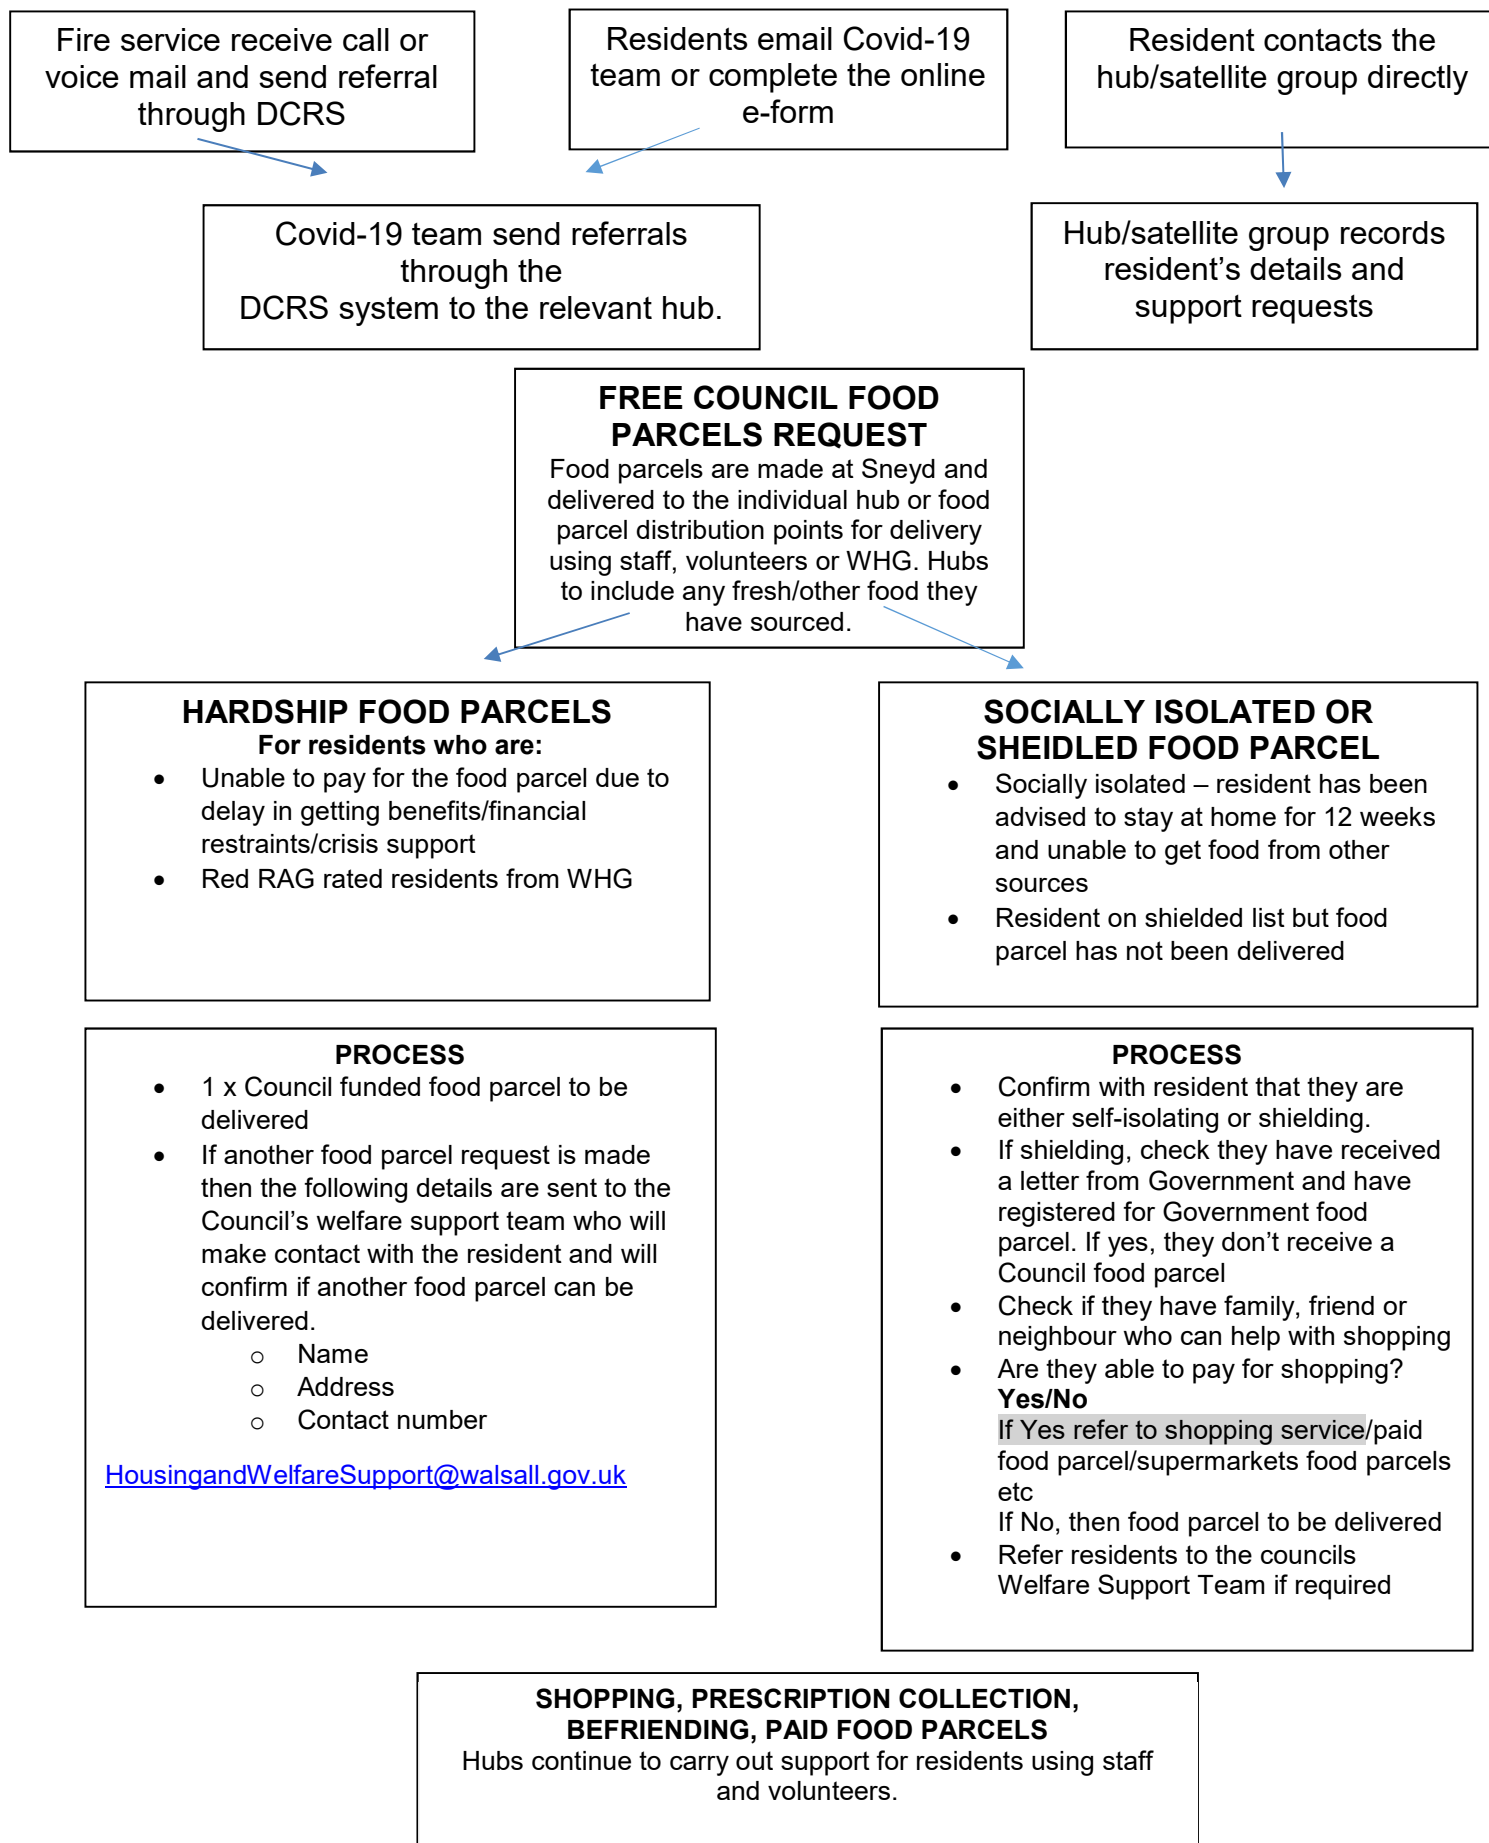 Fire service receive call or
voice mail and send referral
through DCRS
Residents email Covid-19
team or complete the online
e-form
Resident contacts the
hub/satellite group directly
Covid-19 team send referrals
through the
DCRS system to the relevant hub.
Hub/satellite group records
resident’s details and
support requests
FREE COUNCIL FOOD
PARCELS REQUEST
Food parcels are made at Sneyd and
delivered to the individual hub or food
parcel distribution points for delivery
using staff, volunteers or WHG. Hubs
to include any fresh/other food they
have sourced.
HARDSHIP FOOD PARCELS
For residents who are:
• Unable to pay for the food parcel due to
delay in getting benefits/financial
restraints/crisis support
• Red RAG rated residents from WHG
SOCIALLY ISOLATED OR
SHEIDLED FOOD PARCEL
• Socially isolated – resident has been
advised to stay at home for 12 weeks
and unable to get food from other
sources
• Resident on shielded list but food
parcel has not been delivered
PROCESS
• 1 x Council funded food parcel to be
delivered
• If another food parcel request is made
then the following details are sent to the
Council’s welfare support team who will
make contact with the resident and will
confirm if another food parcel can be
delivered.
o Name
o Address
o Contact number
HousingandWelfareSupport@walsall.gov.uk
PROCESS
• Confirm with resident that they are
either self-isolating or shielding.
• If shielding, check they have received
a letter from Government and have
registered for Government food
parcel. If yes, they don’t receive a
Council food parcel
• Check if they have family, friend or
neighbour who can help with shopping
• Are they able to pay for shopping?
Yes/No
If Yes refer to shopping service/paid
food parcel/supermarkets food parcels
etc
If No, then food parcel to be delivered
• Refer residents to the councils
Welfare Support Team if required
SHOPPING, PRESCRIPTION COLLECTION,
BEFRIENDING, PAID FOOD PARCELS
Hubs continue to carry out support for residents using staff
and volunteers.